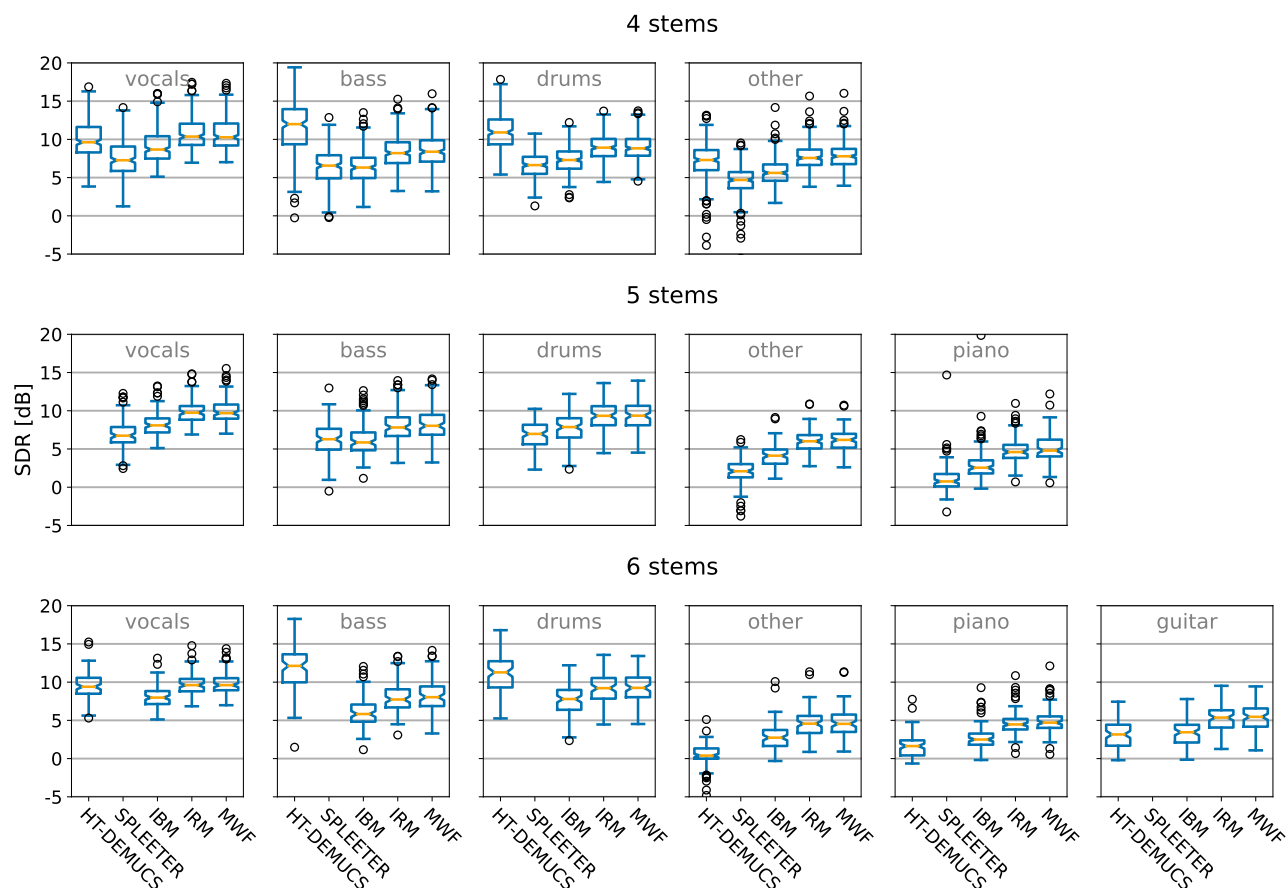 4 stems
20 vocals bass drums other
15
10
5
0
-5
5 stems
20 vocals bass drums other piano
15
10
5
0
-5
SDR [dB]
6 stems
20 vocals bass drums other piano guitar
15
10
5
0
-5
HT-DEMUCS SPLEETER IBM IRM MWF HT-DEMUCS SPLEETER IBM IRM MWF HT-DEMUCS SPLEETER IBM IRM MWF HT-DEMUCS SPLEETER IBM IRM MWF HT-DEMUCS SPLEETER IBM IRM MWF HT-DEMUCS SPLEETER IBM IRM MWF